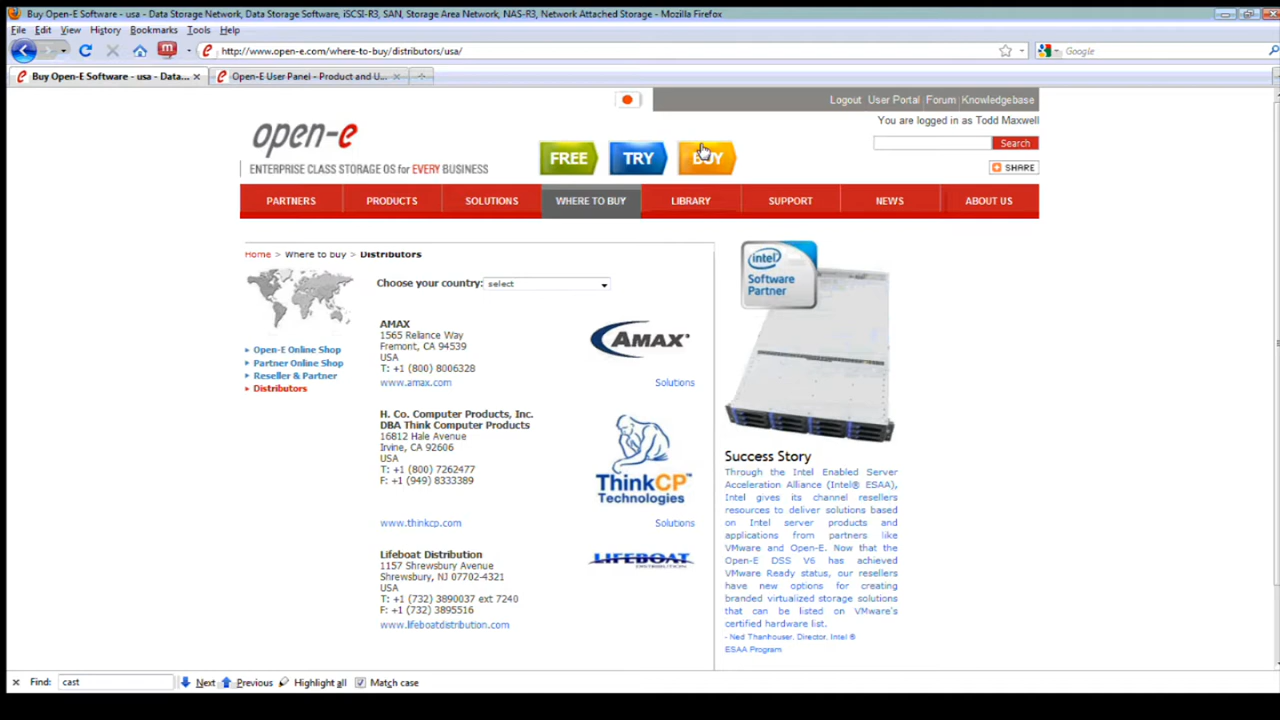 Buy Open-E Software - usa - Data Storage Network, Data Storage Software, iSCSI-R3, SAN, Storage Area Network, NAS-R3, Network Attached Storage - Mozilla Firefox
File Edit View History Bookmarks Tools Help
http://www.open-e.com/where-to-buy/distributors/usa/
Google
Buy Open-E Software - usa - Data...
Open-E User Panel - Product and U...
Logout User Portal Forum Knowledgebase
You are logged in as Todd Maxwell
open-e
ENTERPRISE CLASS STORAGE OS for EVERY BUSINESS
FREE TRY BUY
Search
SHARE
PARTNERS PRODUCTS SOLUTIONS WHERE TO BUY LIBRARY SUPPORT NEWS ABOUT US
Home > Where to buy > Distributors
Choose your country: select
Open-E Online Shop
Partner Online Shop
Reseller & Partner
Distributors
AMAX
1565 Reliance Way
Fremont, CA 94539
USA
T: +1 (800) 8006328
www.amax.com
AMAX
Solutions
H. Co. Computer Products, Inc.
DBA Think Computer Products
16812 Hale Avenue
Irvine, CA 92606
USA
T: +1 (800) 7262477
F: +1 (949) 8333389
www.thinkcp.com
ThinkCP™
Technologies
Solutions
Lifeboat Distribution
1157 Shrewsbury Avenue
Shrewsbury, NJ 07702-4321
USA
T: +1 (732) 3890037 ext 7240
F: +1 (732) 3895516
www.lifeboatdistribution.com
LIFEBOAT
DISTRIBUTION
intel
Software
Partner
Success Story
Through the Intel Enabled Server
Acceleration Alliance (Intel® ESAA),
Intel gives its channel resellers
resources to deliver solutions based
on Intel server products and
applications from partners like
VMware and Open-E. Now that the
Open-E DSS V6 has achieved
VMware Ready status, our resellers
have new options for creating
branded virtualized storage solutions
that can be listed on VMware's
certified hardware list.
- Ned Thanhouser, Director, Intel ®
ESAA Program
Find: cast Next Previous Highlight all Match case